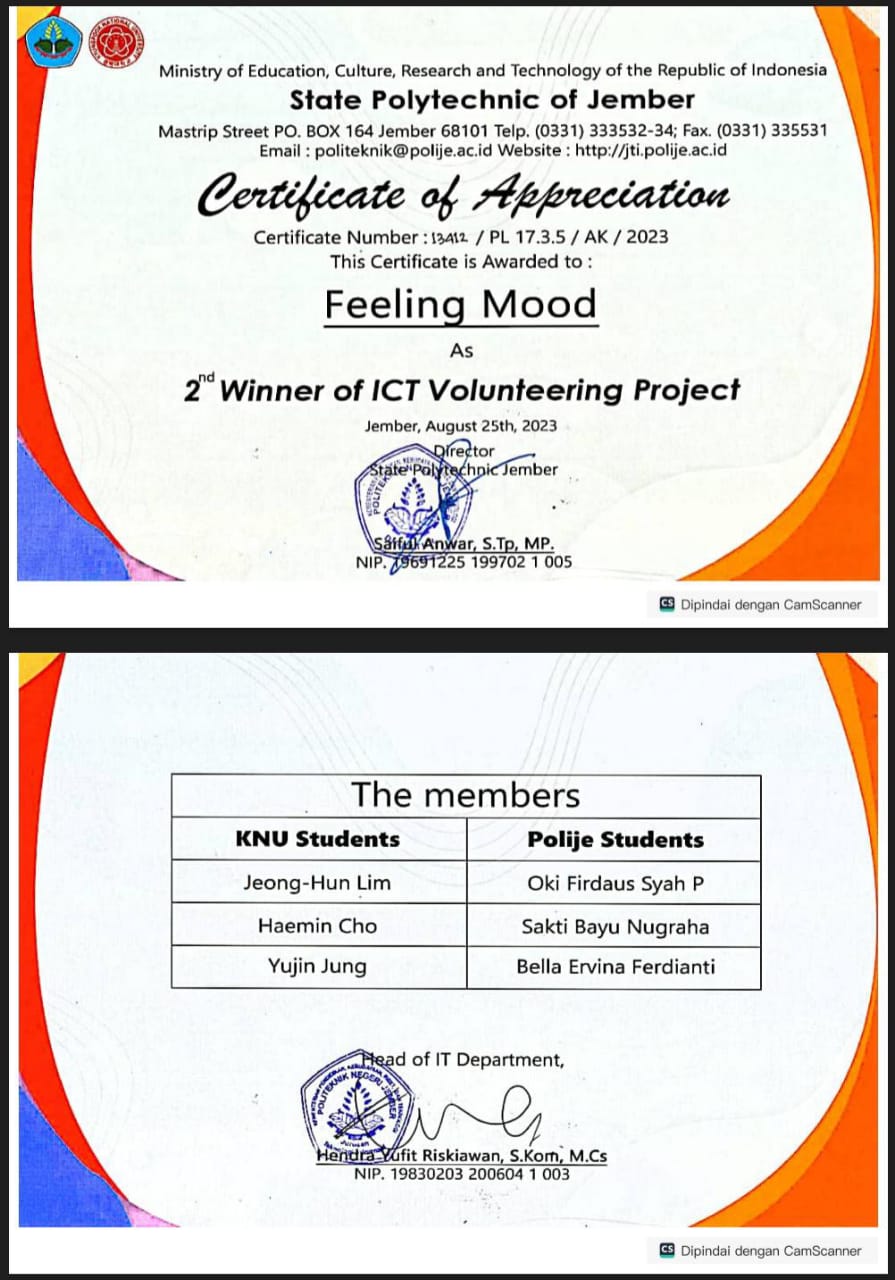 Ministry of Education, Culture, Research and Technology of the Republic of Indonesia
State Polytechnic of Jember
Mastrip Street PO. BOX 164 Jember 68101 Telp. (0331) 333532-34; Fax. (0331) 335531
Email : politeknik@polije.ac.id Website : http://jti.polije.ac.id
Certificate of Appreciation
Certificate Number : 13412 / PL 17.3.5 / AK / 2023
This Certificate is Awarded to :
Feeling Mood
As
2nd Winner of ICT Volunteering Project
Jember, August 25th, 2023
Director
State Polytechnic Jember
Saiful Anwar, S.Tp, MP.
NIP. 19691225 199702 1 005
CS Dipindai dengan CamScanner
The members
KNU Students Polije Students
Jeong-Hun Lim Oki Firdaus Syah P
Haemin Cho Sakti Bayu Nugraha
Yujin Jung Bella Ervina Ferdianti
Head of IT Department,
POLITEKNIK NEGERI JEMBER
Hendra Yufit Riskiawan, S.Kom, M.Cs
NIP. 19830203 200604 1 003
CS Dipindai dengan CamScanner